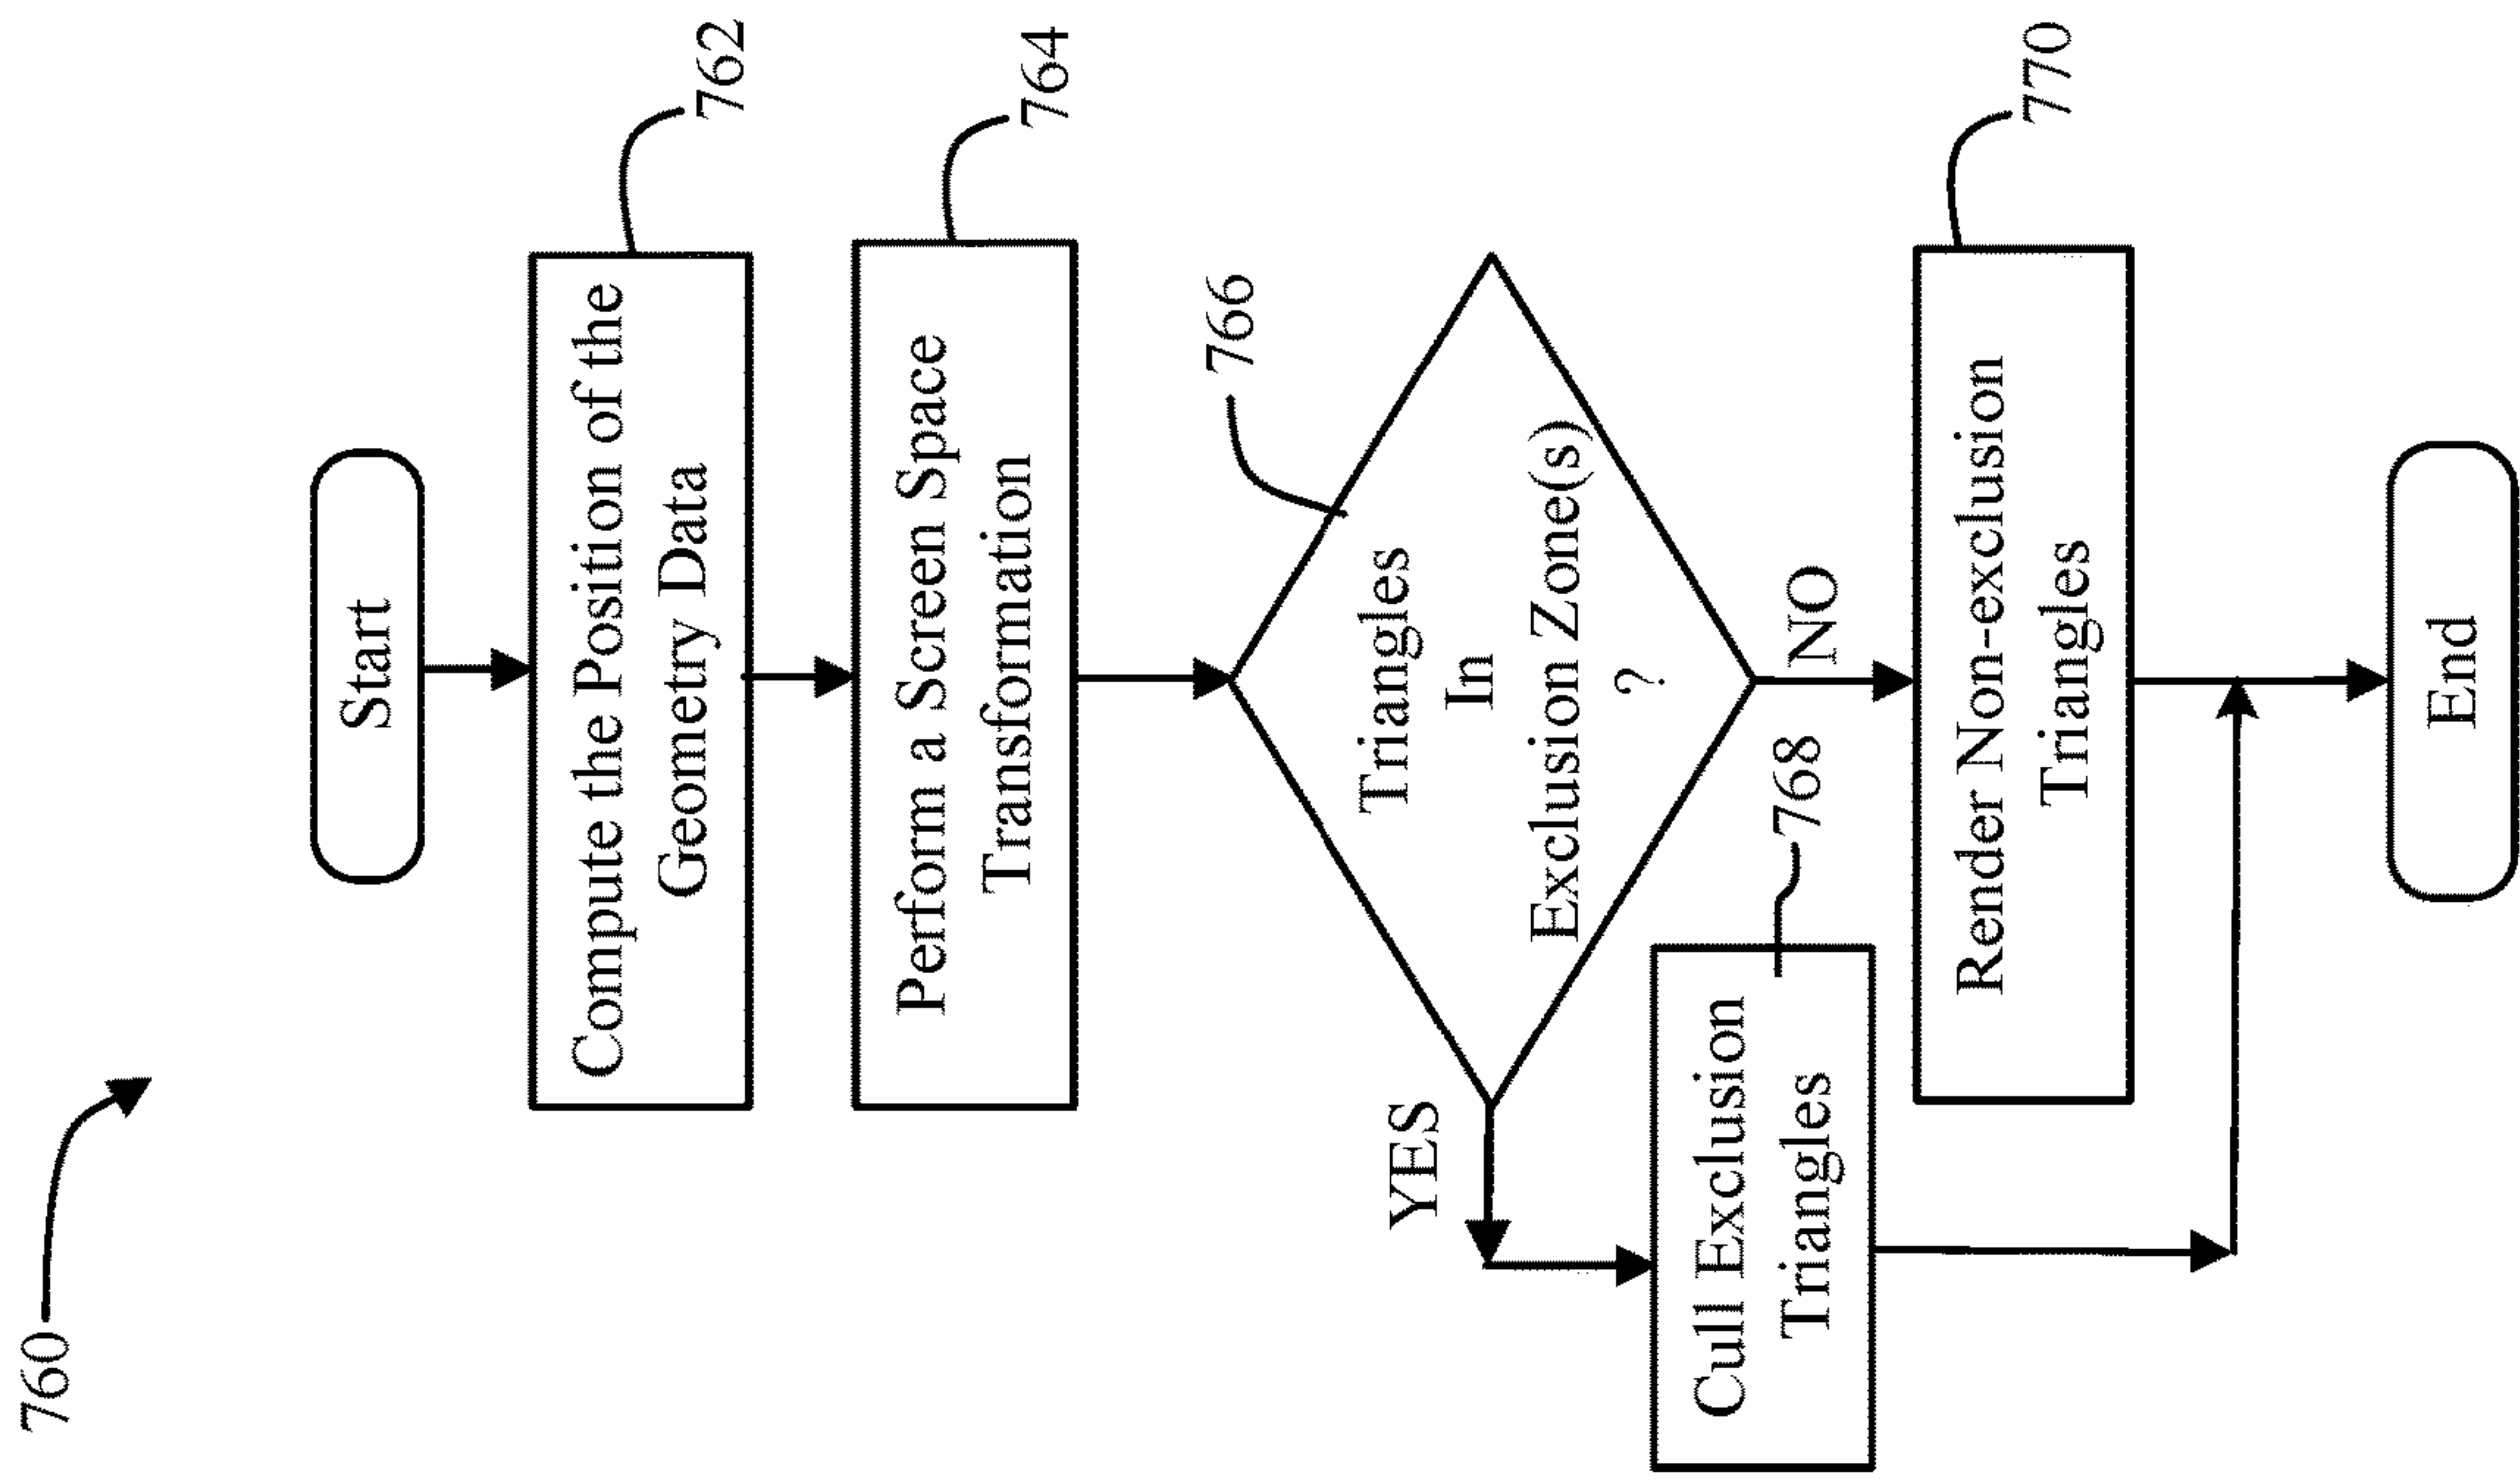 760
Start
Compute the Position of the
Geometry Data
762
Perform a Screen Space
Transformation
764
766
Triangles
In
Exclusion Zone(s)
?
YES
NO
Cull Exclusion
Triangles
768
Render Non-exclusion
Triangles
770
End